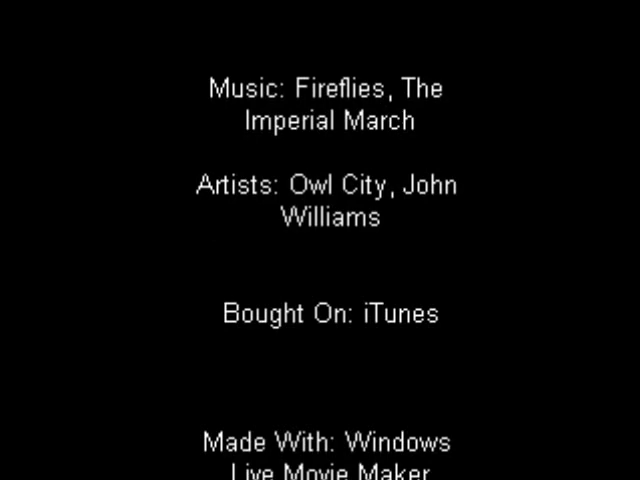 Music: Fireflies, The
Imperial March
Artists: Owl City, John
Williams
Bought On: iTunes
Made With: Windows
Live Movie Maker